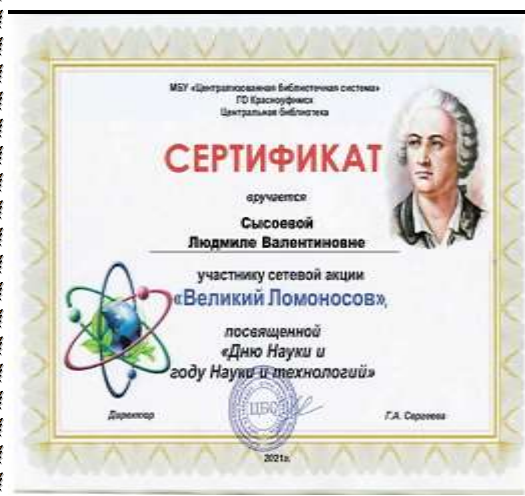 МБУ «Централизованная библиотечная система»
ГО Красноуфимск
Центральная библиотека
СЕРТИФИКАТ
вручается
Сысоевой
Людмиле Валентиновне
участнику сетевой акции
«Великий Ломоносов»,
посвященной
«Дню Науки и
году Науки и технологий»
ЦБС
Директор
Г.А. Сергеева
2021г.